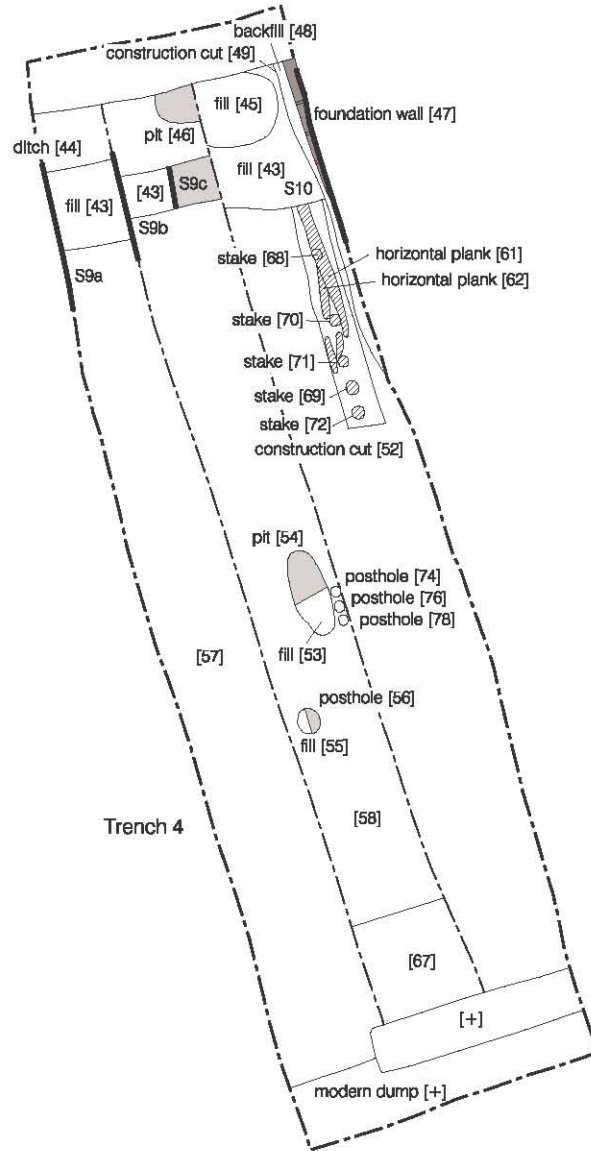 backfill [48]
construction cut [49]
fill [45]
foundation wall [47]
pit [46]
ditch [44]
fill [43]
[43]
S9c
fill [43]
S10
S9b
S9a
stake [68]
horizontal plank [61]
horizontal plank [62]
stake [70]
stake [71]
stake [69]
stake [72]
construction cut [52]
pit [54]
posthole [74]
posthole [76]
posthole [78]
fill [53]
[57]
posthole [56]
fill [55]
Trench 4
[58]
[67]
[+]
modern dump [+]